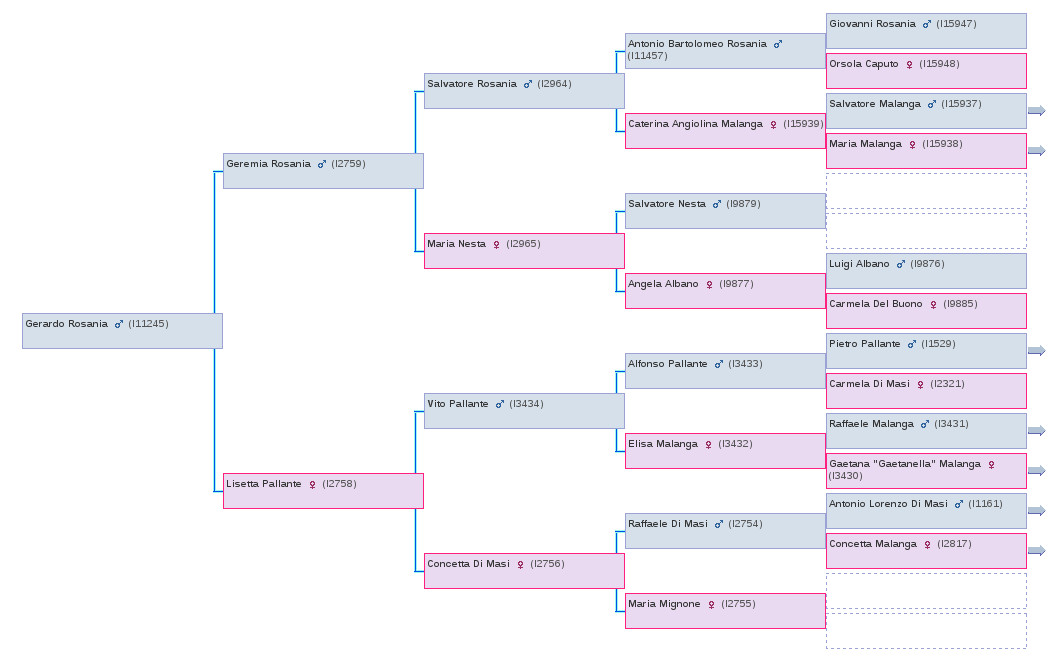 Giovanni Rosania ♂ (I15947)
Antonio Bartolomeo Rosania ♂
(I11457)
Orsola Caputo ♀ (I15948)
Salvatore Rosania ♂ (I2964)
Salvatore Malanga ♂ (I15937)
Caterina Angiolina Malanga ♀ (I15939)
Maria Malanga ♀ (I15938)
Geremia Rosania ♂ (I2759)
Salvatore Nesta ♂ (I9879)
Maria Nesta ♀ (I2965)
Luigi Albano ♂ (I9876)
Angela Albano ♀ (I9877)
Carmela Del Buono ♀ (I9885)
Gerardo Rosania ♂ (I11245)
Pietro Pallante ♂ (I1529)
Alfonso Pallante ♂ (I3433)
Carmela Di Masi ♀ (I2321)
Vito Pallante ♂ (I3434)
Raffaele Malanga ♂ (I3431)
Elisa Malanga ♀ (I3432)
Gaetana "Gaetanella" Malanga ♀
(I3430)
Lisetta Pallante ♀ (I2758)
Antonio Lorenzo Di Masi ♂ (I1161)
Raffaele Di Masi ♂ (I2754)
Concetta Malanga ♀ (I2817)
Concetta Di Masi ♀ (I2756)
Maria Mignone ♀ (I2755)